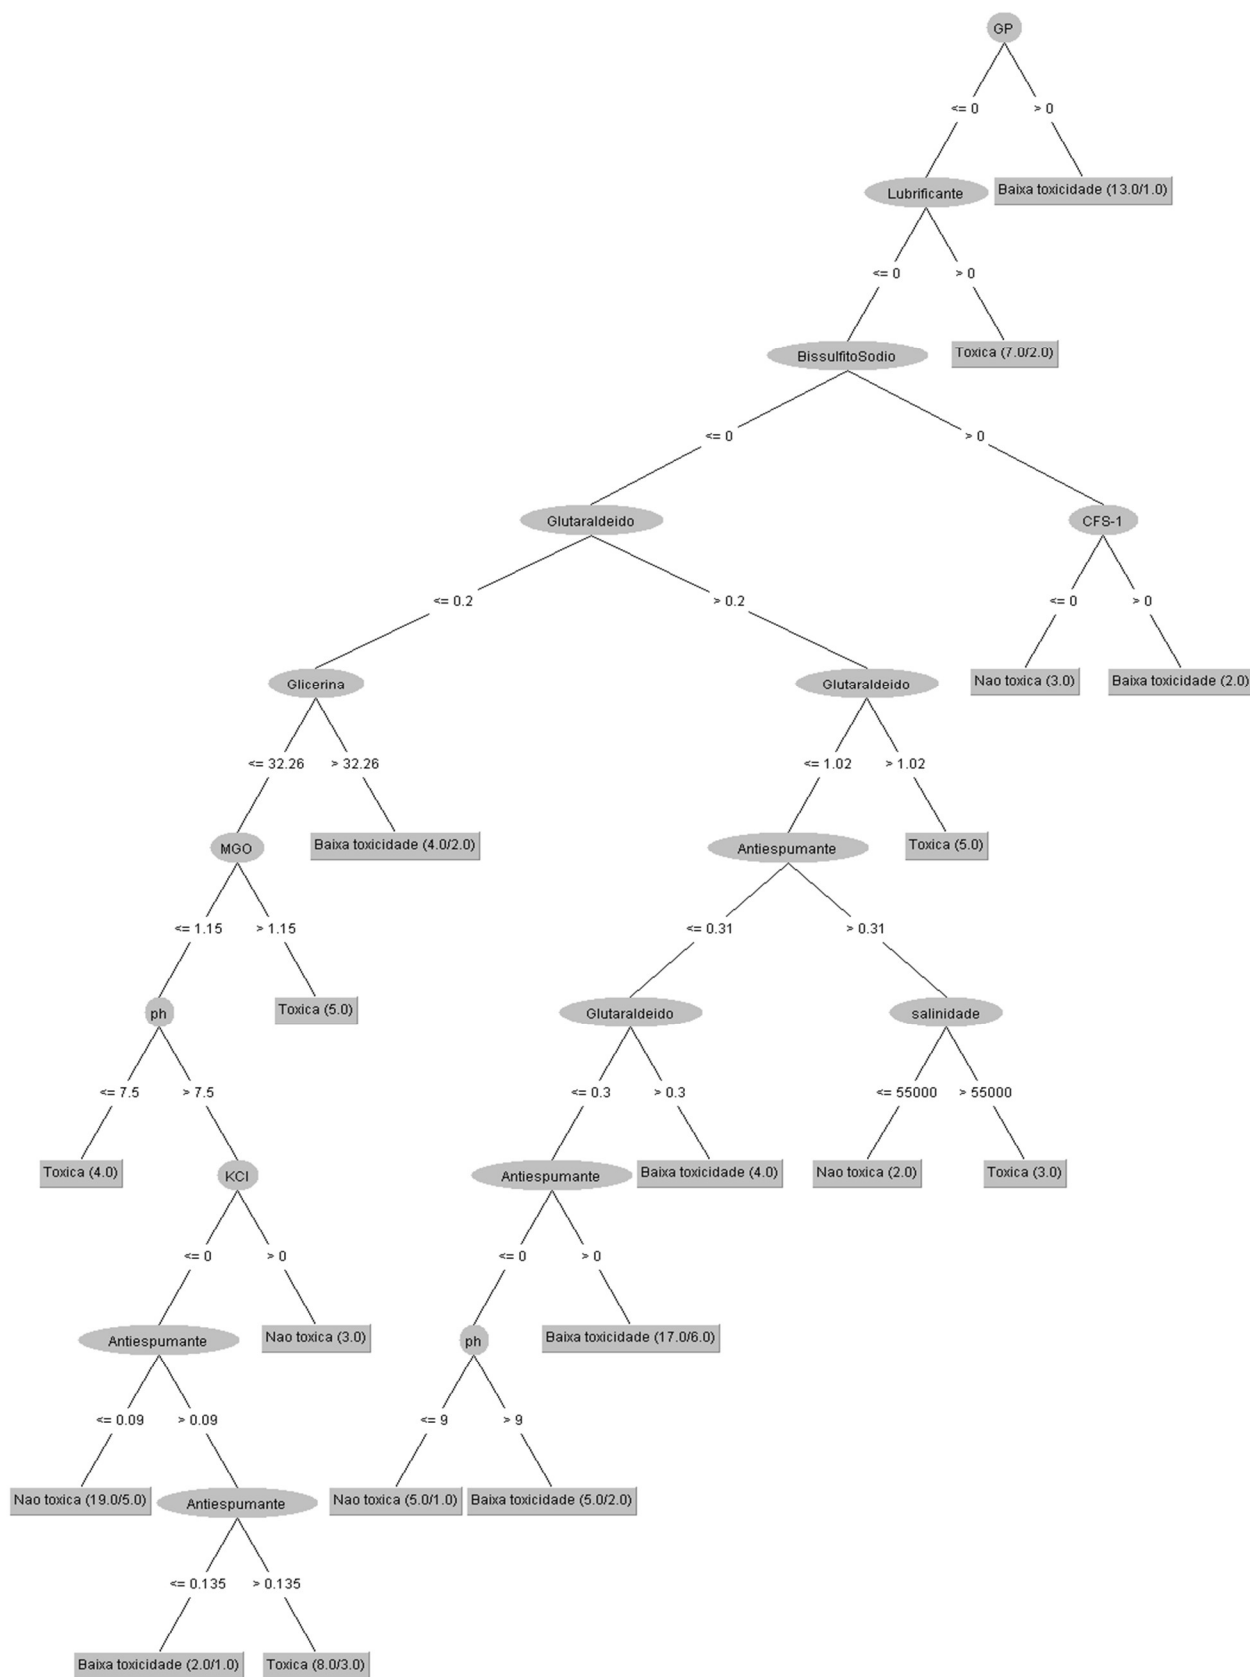 GP
<= 0
> 0
Lubrificante
Baixa toxicidade (13.0/1.0)
<= 0
> 0
BissulfitoSodio
Toxica (7.0/2.0)
<= 0
> 0
Glutaraldeido
CFS-1
<= 0.2
> 0.2
<= 0
> 0
Glicerina
Glutaraldeido
Nao toxica (3.0)
Baixa toxicidade (2.0)
<= 32.26
> 32.26
<= 1.02
> 1.02
MGO
Baixa toxicidade (4.0/2.0)
Antiespumante
Toxica (5.0)
<= 1.15
> 1.15
<= 0.31
> 0.31
ph
Toxica (5.0)
Glutaraldeido
salinidade
<= 7.5
> 7.5
<= 0.3
> 0.3
<= 55000
> 55000
Toxica (4.0)
KCl
Antiespumante
Baixa toxicidade (4.0)
Nao toxica (2.0)
Toxica (3.0)
<= 0
> 0
<= 0
> 0
Antiespumante
Nao toxica (3.0)
ph
Baixa toxicidade (17.0/6.0)
<= 0.09
> 0.09
<= 9
> 9
Nao toxica (19.0/5.0)
Antiespumante
Nao toxica (5.0/1.0)
Baixa toxicidade (5.0/2.0)
<= 0.135
> 0.135
Baixa toxicidade (2.0/1.0)
Toxica (8.0/3.0)